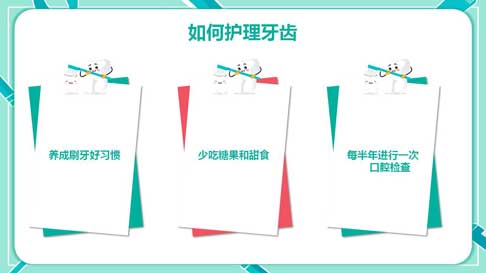 如何护理牙齿
养成刷牙好习惯
少吃糖果和甜食
每半年进行一次
口腔检查